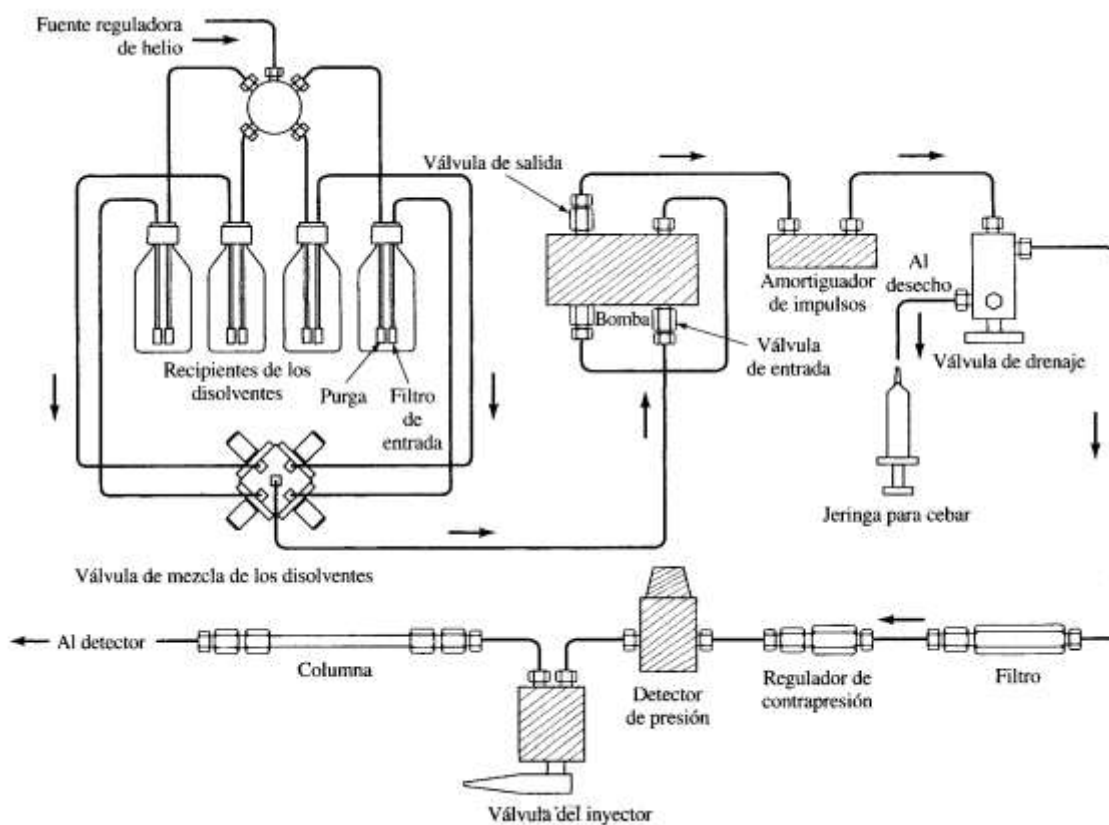 Fuente reguladora
de helio
Válvula de salida
Recipientes de los
disolventes
Purga
Filtro
de
entrada
Bomba
Válvula
de entrada
Amortiguador
de impulsos
Al
desecho
Válvula de drenaje
Jeringa para cebar
Válvula de mezcla de los disolventes
Al detector
Columna
Válvula del inyector
Detector
de presión
Regulador de
contrapresión
Filtro